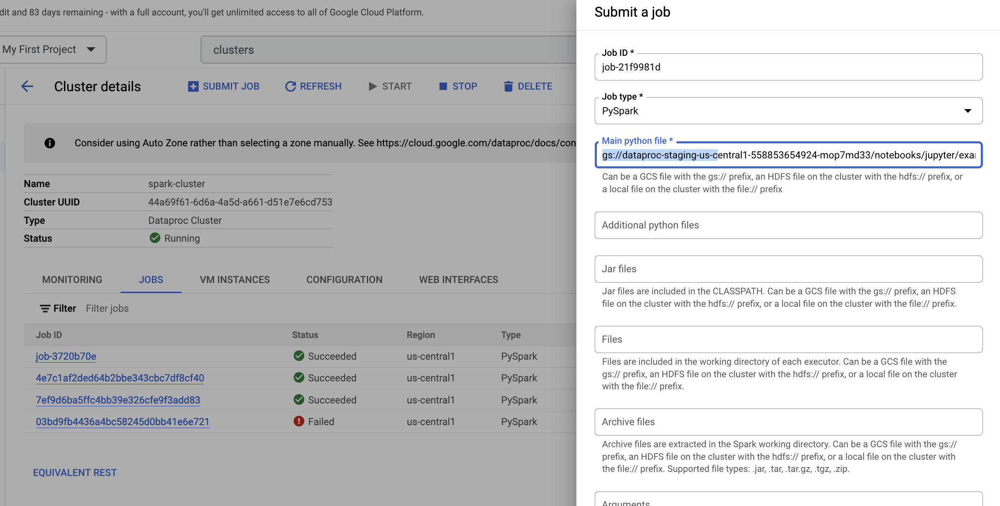 dit and 83 days remaining - with a full account, you'll get unlimited access to all of Google Cloud Platform.
My First Project
clusters
Cluster details
SUBMIT JOB
REFRESH
START
STOP
DELETE
Consider using Auto Zone rather than selecting a zone manually. See https://cloud.google.com/dataproc/docs/con
Name spark-cluster
Cluster UUID 44a69f61-6d6a-4a5d-a661-d51e7e6cd753
Type Dataproc Cluster
Status Running
MONITORING JOBS VM INSTANCES CONFIGURATION WEB INTERFACES
Filter Filter jobs
Job ID Status Region Type
job-3720b70e Succeeded us-central1 PySpark
4e7c1af2ded64b2bbe343cbc7df8cf40 Succeeded us-central1 PySpark
7ef9d6ba5ffc4bb39e326cfe9f3add83 Succeeded us-central1 PySpark
03bd9fb4436a4bc58245d0bb41e6e721 Failed us-central1 PySpark
EQUIVALENT REST
Submit a job
Job ID *
job-21f9981d
Job type *
PySpark
Main python file *
gs://dataproc-staging-us-central1-558853654924-mop7md33/notebooks/jupyter/exa
Can be a GCS file with the gs:// prefix, an HDFS file on the cluster with the hdfs:// prefix, or
a local file on the cluster with the file:// prefix
Additional python files
Jar files
Jar files are included in the CLASSPATH. Can be a GCS file with the gs:// prefix, an HDFS
file on the cluster with the hdfs:// prefix, or a local file on the cluster with the file:// prefix.
Files
Files are included in the working directory of each executor. Can be a GCS file with the
gs:// prefix, an HDFS file on the cluster with the hdfs:// prefix, or a local file on the cluster
with the file:// prefix.
Archive files
Archive files are extracted in the Spark working directory. Can be a GCS file with the gs://
prefix, an HDFS file on the cluster with the hdfs:// prefix, or a local file on the cluster with
the file:// prefix. Supported file types: .jar, .tar, .tar.gz, .tgz, .zip.
Arguments